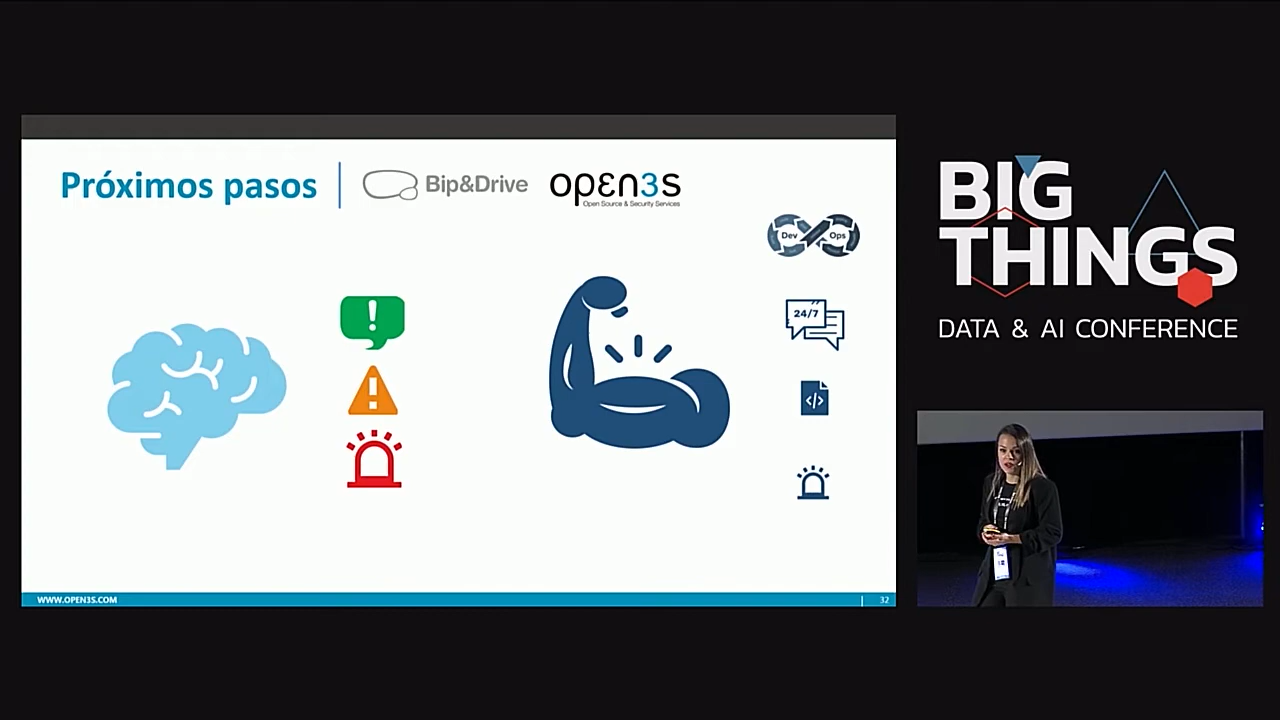 Próximos pasos
Bip&Drive
opεn3s
Open Source & Security Services
Dev
Ops
24/7
</>
WWW.OPEN3S.COM
32
BIG
THINGS
DATA & AI CONFERENCE